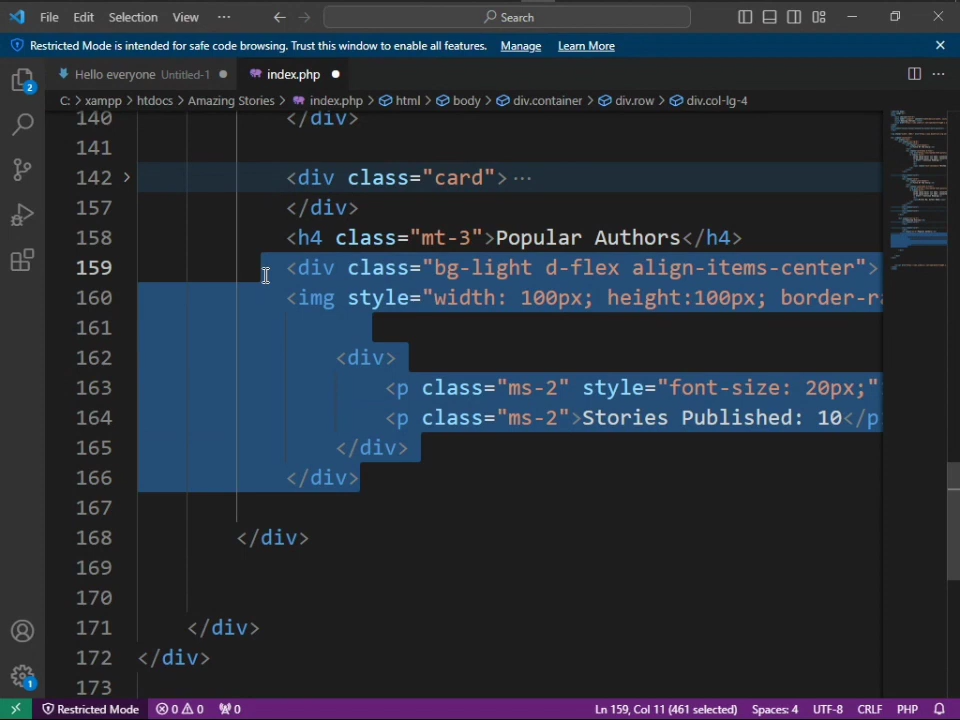 File Edit Selection View ··· Search
Restricted Mode is intended for safe code browsing. Trust this window to enable all features. Manage Learn More
Hello everyone Untitled-1 index.php
C: > xampp > htdocs > Amazing Stories > index.php > html > body > div.container > div.row > div.col-lg-4
140 </div>
141
142 <div class="card">···
157 </div>
158 <h4 class="mt-3">Popular Authors</h4>
159 <div class="bg-light d-flex align-items-center">
160 <img style="width: 100px; height:100px; border-ra
161
162 <div>
163 <p class="ms-2" style="font-size: 20px;"
164 <p class="ms-2">Stories Published: 10</p
165 </div>
166 </div>
167
168 </div>
169
170
171 </div>
172 </div>
173
2
1
Restricted Mode 0 0 0 Ln 159, Col 11 (461 selected) Spaces: 4 UTF-8 CRLF PHP